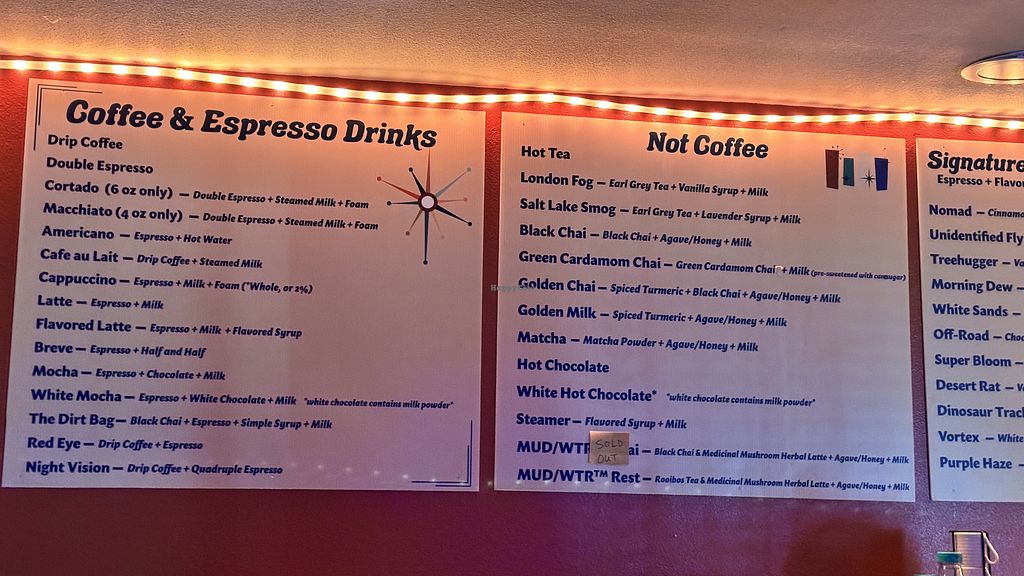 Coffee & Espresso Drinks
Drip Coffee
Double Espresso
Cortado (6 oz only) — Double Espresso + Steamed Milk + Foam
Macchiato (4 oz only) — Double Espresso + Steamed Milk + Foam
Americano — Espresso + Hot Water
Cafe au Lait — Drip Coffee + Steamed Milk
Cappuccino — Espresso + Milk + Foam (*Whole, or 2%)
Latte — Espresso + Milk
Flavored Latte — Espresso + Milk + Flavored Syrup
Breve — Espresso + Half and Half
Mocha — Espresso + Chocolate + Milk
White Mocha — Espresso + White Chocolate + Milk *white chocolate contains milk powder*
The Dirt Bag — Black Chai + Espresso + Simple Syrup + Milk
Red Eye — Drip Coffee + Espresso
Night Vision — Drip Coffee + Quadruple Espresso
Not Coffee
Hot Tea
London Fog — Earl Grey Tea + Vanilla Syrup + Milk
Salt Lake Smog — Earl Grey Tea + Lavender Syrup + Milk
Black Chai — Black Chai + Agave/Honey + Milk
Green Cardamom Chai — Green Cardamom Chai + Milk (pre-sweetened with canesugar)
Golden Chai — Spiced Turmeric + Black Chai + Agave/Honey + Milk
Golden Milk — Spiced Turmeric + Agave/Honey + Milk
Matcha — Matcha Powder + Agave/Honey + Milk
Hot Chocolate
White Hot Chocolate* *white chocolate contains milk powder*
Steamer — Flavored Syrup + Milk
MUD/WTR ai — Black Chai & Medicinal Mushroom Herbal Latte + Agave/Honey + Milk
SOLD
OUT
MUD/WTR™ Rest — Rooibos Tea & Medicinal Mushroom Herbal Latte + Agave/Honey + Milk
Signature
Espresso + Flavo
Nomad — Cinnamo
Unidentified Fly
Treehugger — Va
Morning Dew —
White Sands —
Off-Road — Choc
Super Bloom —
Desert Rat — V
Dinosaur Trac
Vortex — White
Purple Haze —